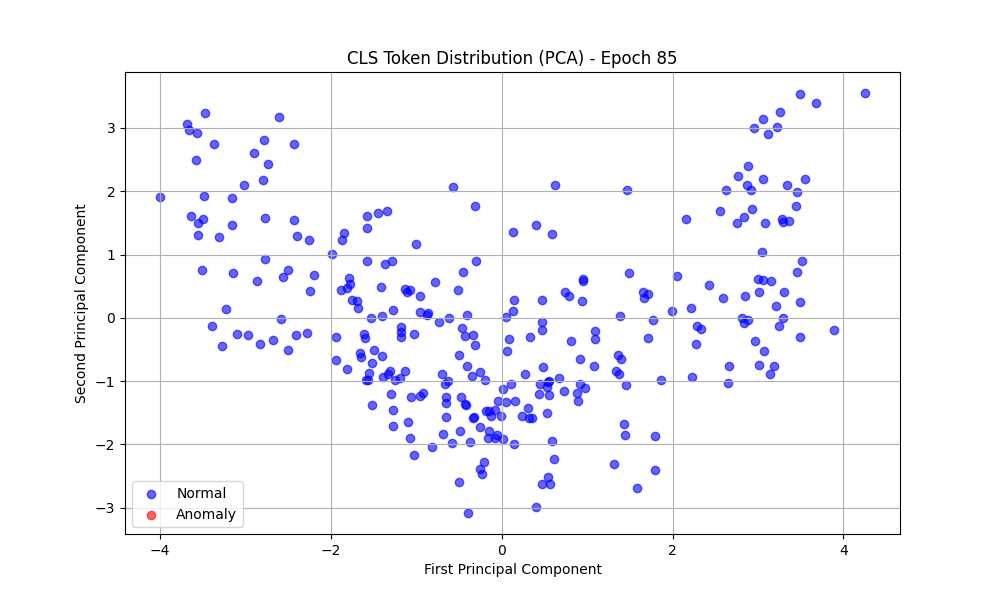 CLS Token Distribution (PCA) - Epoch 85
Second Principal Component
3
2
1
0
−1
−2
−3
Normal
Anomaly
−4
−2
0
2
4
First Principal Component